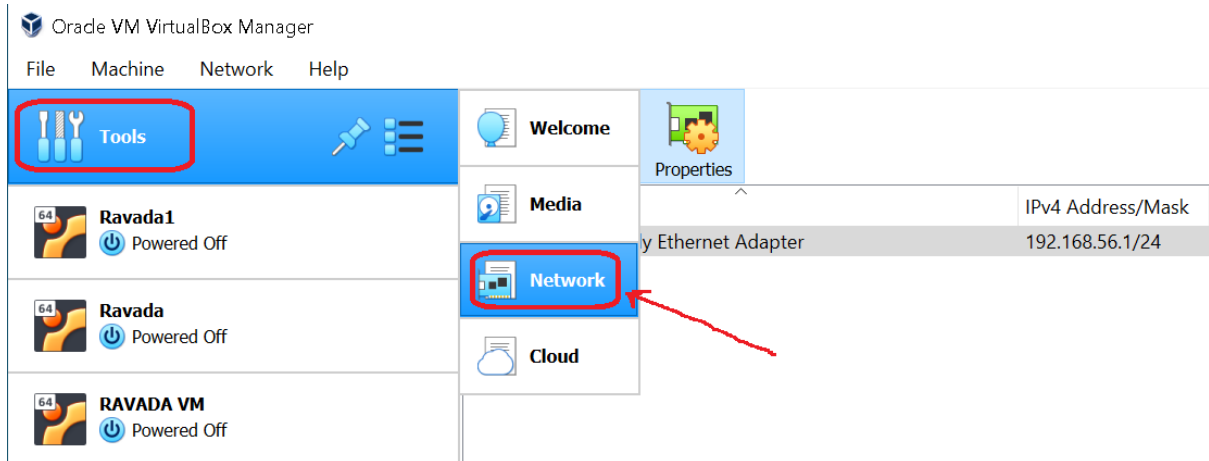 Oracle VM VirtualBox Manager
File Machine Network Help
Tools
Welcome
Properties
Media
IPv4 Address/Mask
64
Ravada1
Powered Off
ly Ethernet Adapter
192.168.56.1/24
Network
64
Ravada
Powered Off
Cloud
64
RAVADA VM
Powered Off